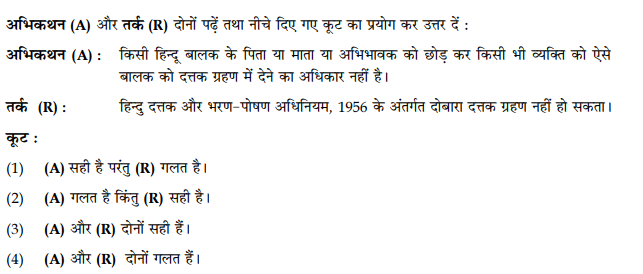 अभिकथन (A) और तर्क (R) दोनों पढ़ें तथा नीचे दिए गए कूट का प्रयोग कर उत्तर दें :
अभिकथन (A) : किसी हिन्दू बालक के पिता या माता या अभिभावक को छोड़ कर किसी भी व्यक्ति को ऐसे
बालक को दत्तक ग्रहण में देने का अधिकार नहीं है।
तर्क (R) : हिन्दु दत्तक और भरण-पोषण अधिनियम, 1956 के अंतर्गत दोबारा दत्तक ग्रहण नहीं हो सकता।
कूट :
(1) (A) सही है परंतु (R) गलत है।
(2) (A) गलत है किंतु (R) सही है।
(3) (A) और (R) दोनों सही हैं।
(4) (A) और (R) दोनों गलत हैं।